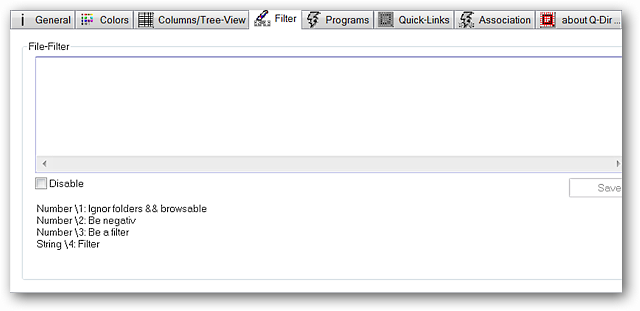 General Colors Columns/Tree-View Filter Programs Quick-Links Association about Q-Dir ...
File-Filter
Disable
Save
Number \1: Ignor folders && browsable
Number \2: Be negativ
Number \3: Be a filter
String \4: Filter